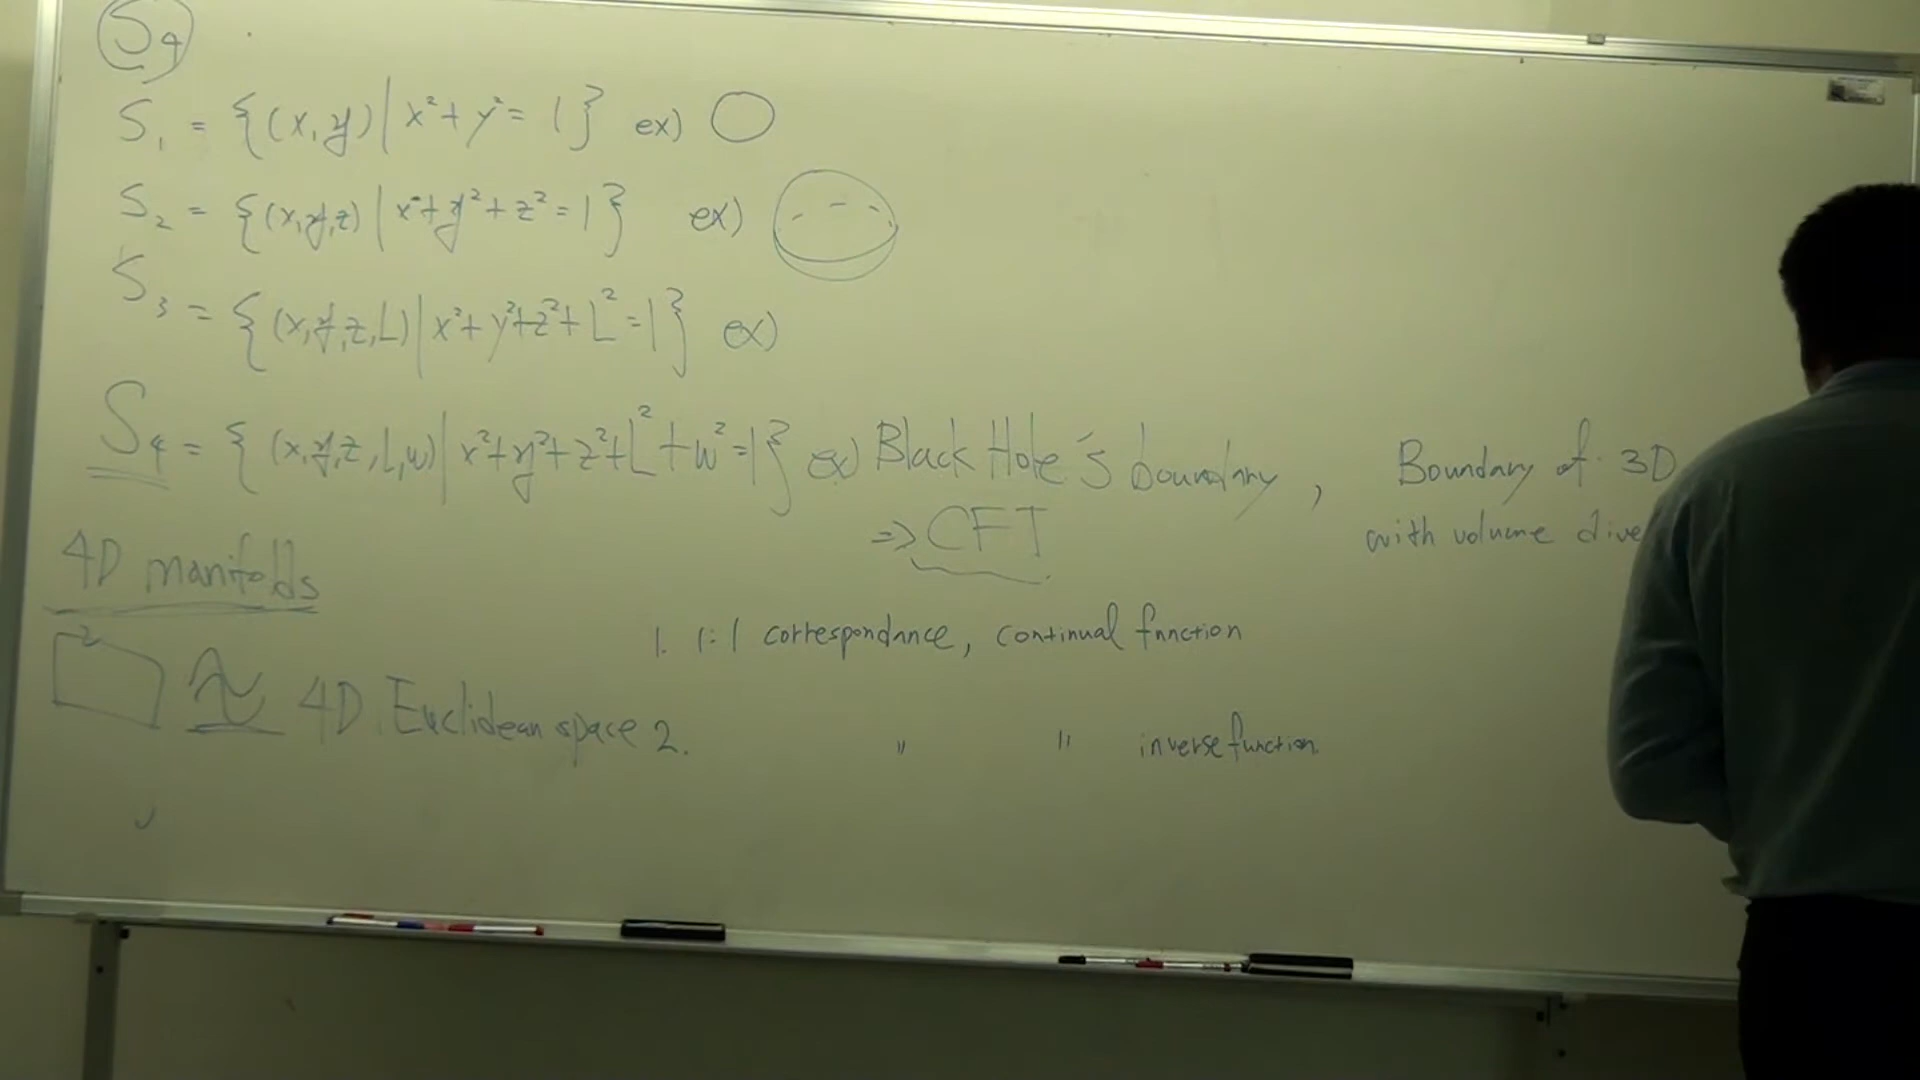 S₄
S₁ = {(x, y) | x² + y² = 1} ex)
S₂ = {(x, y, z) | x² + y² + z² = 1} ex)
S₃ = {(x, y, z, L) | x² + y² + z² + L² = 1} ex)
S₄ = {(x, y, z, L, w) | x² + y² + z² + L² + w² = 1} ex) Black Hole's boundary, Boundary of 3D
⇒ CFT with volume dive
4D manifolds
1. 1:1 correspondance, continual function
≃ 4D Euclidean space 2. " " inverse function.